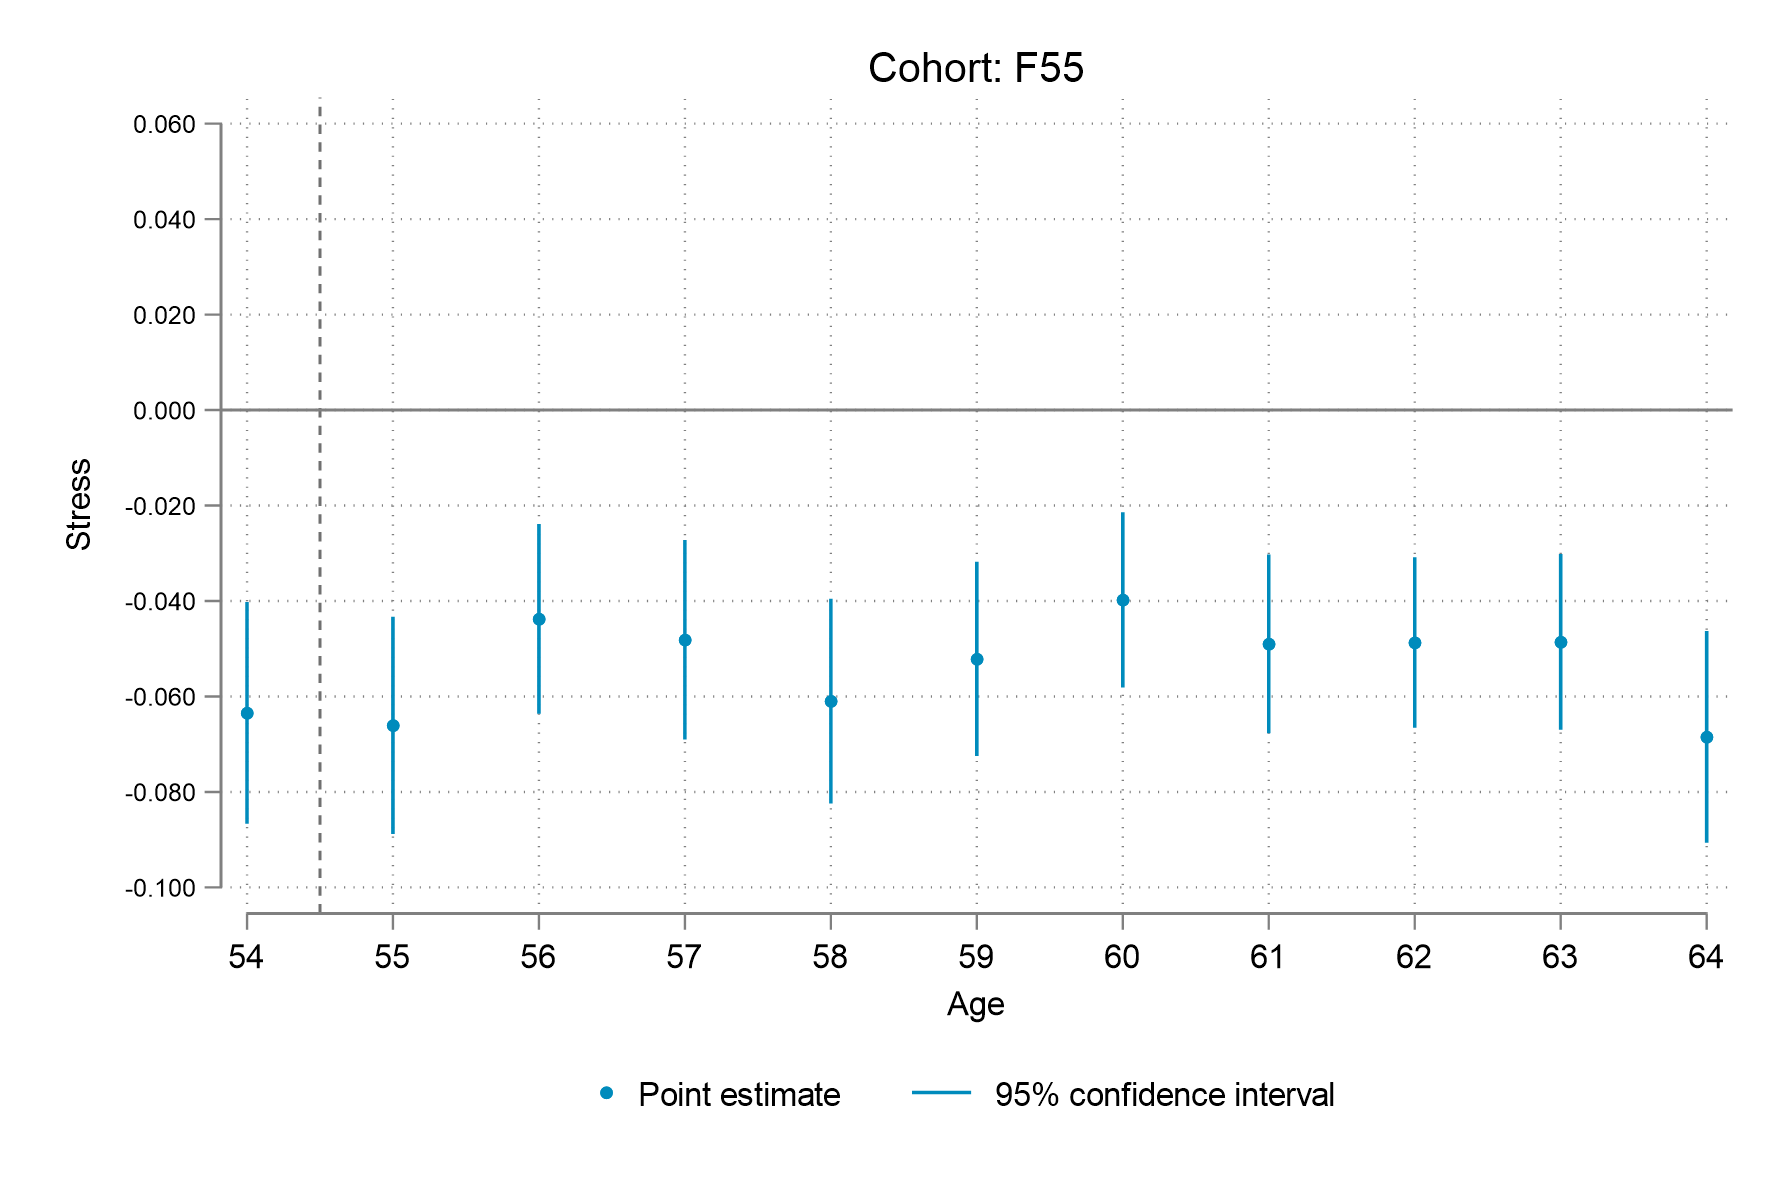 Cohort: F55
0.060
0.040
0.020
0.000
-0.020
-0.040
-0.060
-0.080
-0.100
Stress
54 55 56 57 58 59 60 61 62 63 64
Age
Point estimate 95% confidence interval